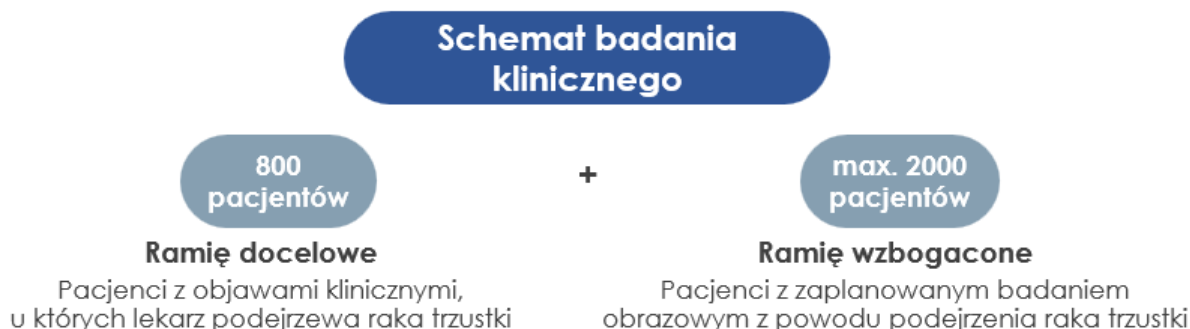 Schemat badania
klinicznego
800
pacjentów
+
max. 2000
pacjentów
Ramię docelowe
Pacjenci z objawami klinicznymi,
u których lekarz podejrzewa raka trzustki
Ramię wzbogacone
Pacjenci z zaplanowanym badaniem
obrazowym z powodu podejrzenia raka trzustki